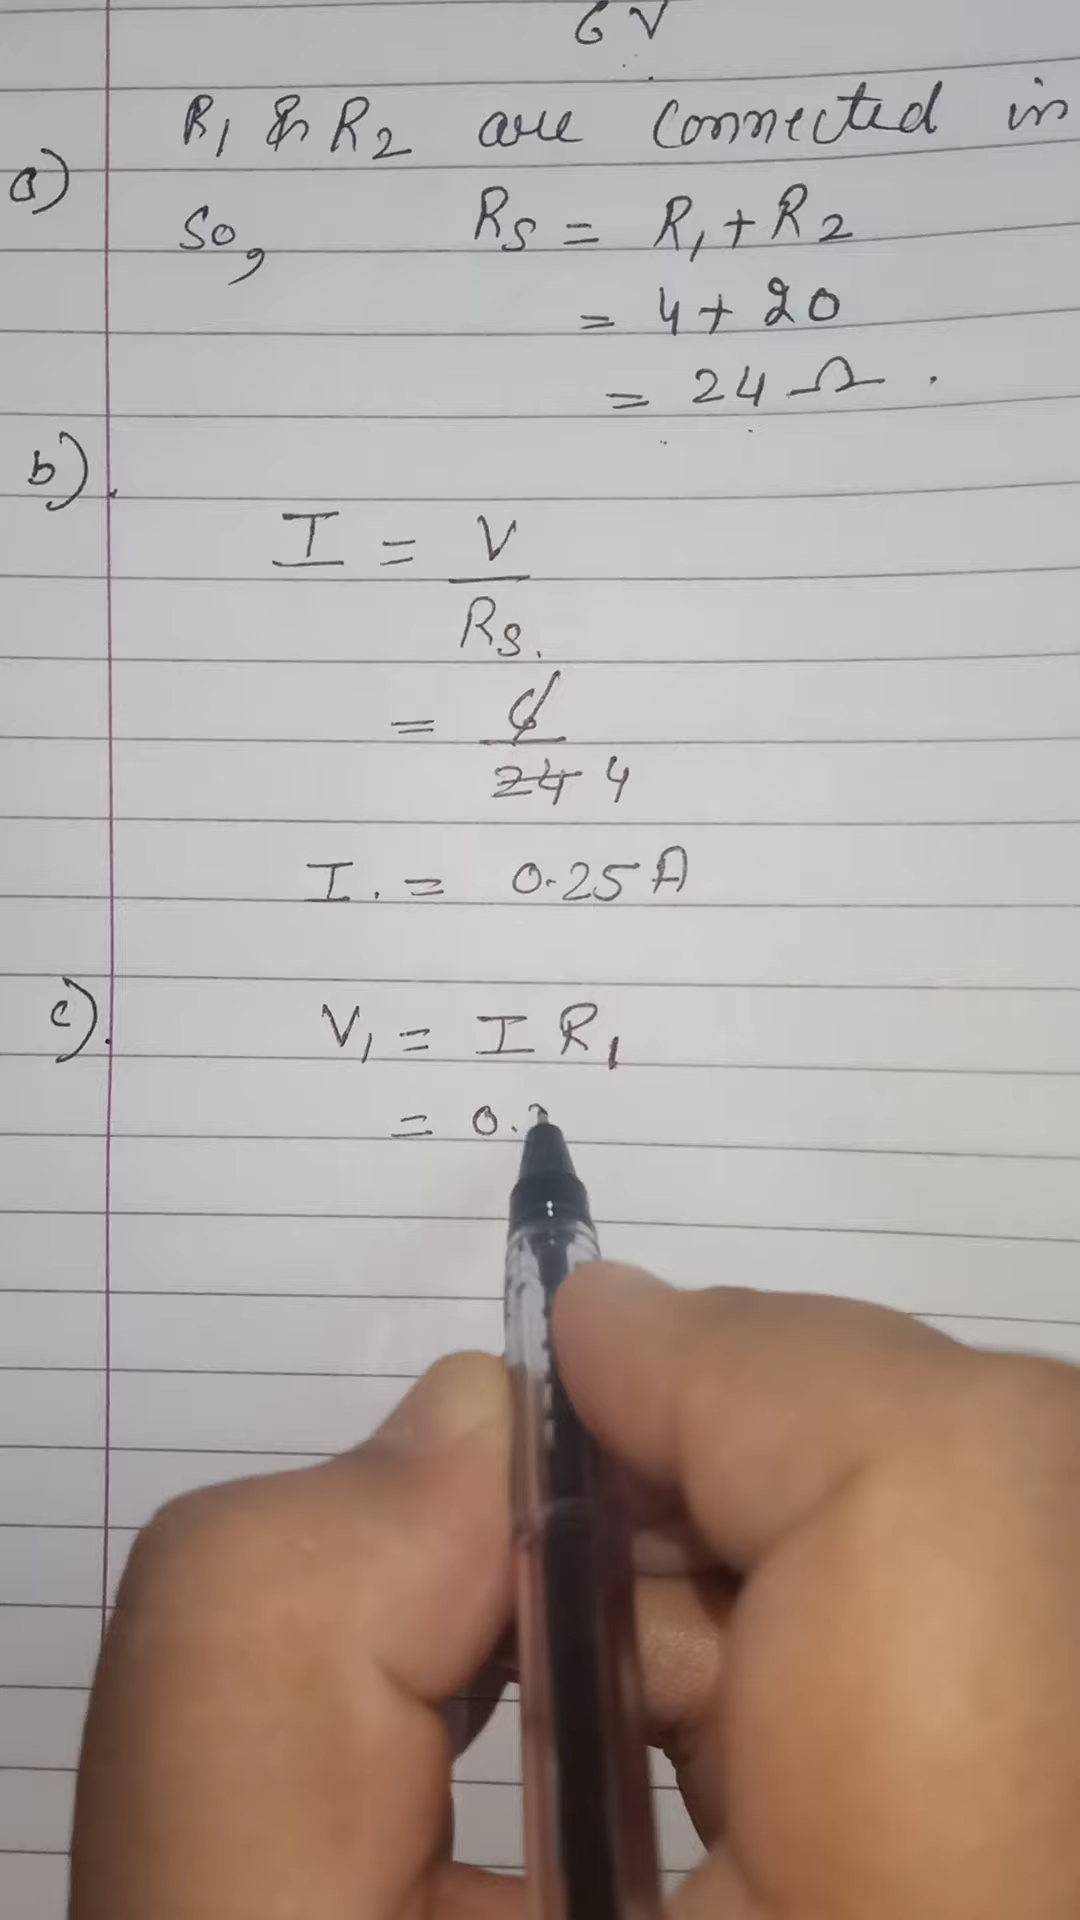 6 V
R₁ & R₂ are connected in
a)
So, Rs = R₁ + R₂
= 4 + 20
= 24 Ω .
b).
I = V
Rs.
= 6
24 4
I. = 0.25 A
c). V₁ = I R₁
= 0.